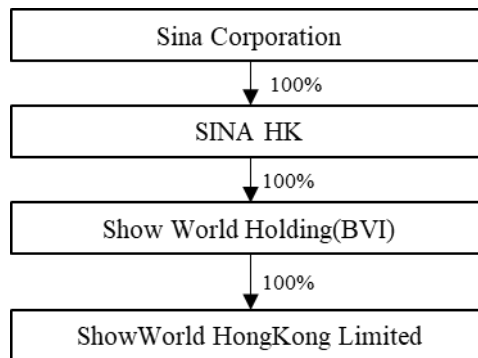 Sina Corporation
100%
SINA HK
100%
Show World Holding(BVI)
100%
ShowWorld HongKong Limited